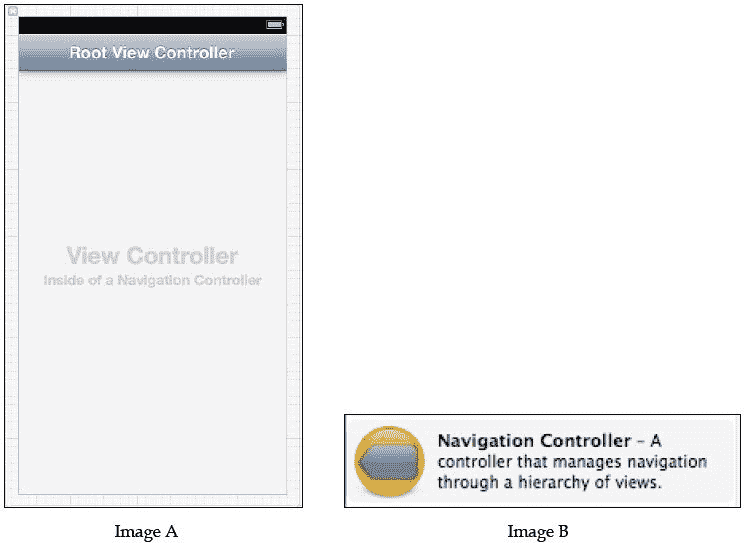 Root View Controller
View Controller
Inside of a Navigation Controller
Image A
Navigation Controller – A
controller that manages navigation
through a hierarchy of views.
Image B